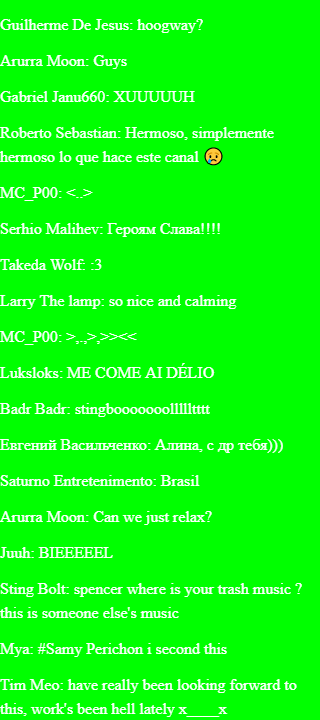 Guilherme De Jesus: hoogway?
Arurra Moon: Guys
Gabriel Janu660: XUUUUUH
Roberto Sebastian: Hermoso, simplemente
hermoso lo que hace este canal 😥
MC_P00: <..>
Serhio Malihev: Героям Слава!!!!
Takeda Wolf: :3
Larry The lamp: so nice and calming
MC_P00: >,.,>,>><<
Luksloks: ME COME AI DÉLIO
Badr Badr: stingbooooooollllltttt
Евгений Васильченко: Алина, с др тебя)))
Saturno Entretenimento: Brasil
Arurra Moon: Can we just relax?
Juuh: BIEEEEEL
Sting Bolt: spencer where is your trash music ?
this is someone else's music
Mya: #Samy Perichon i second this
Tim Meo: have really been looking forward to
this, work's been hell lately x____x